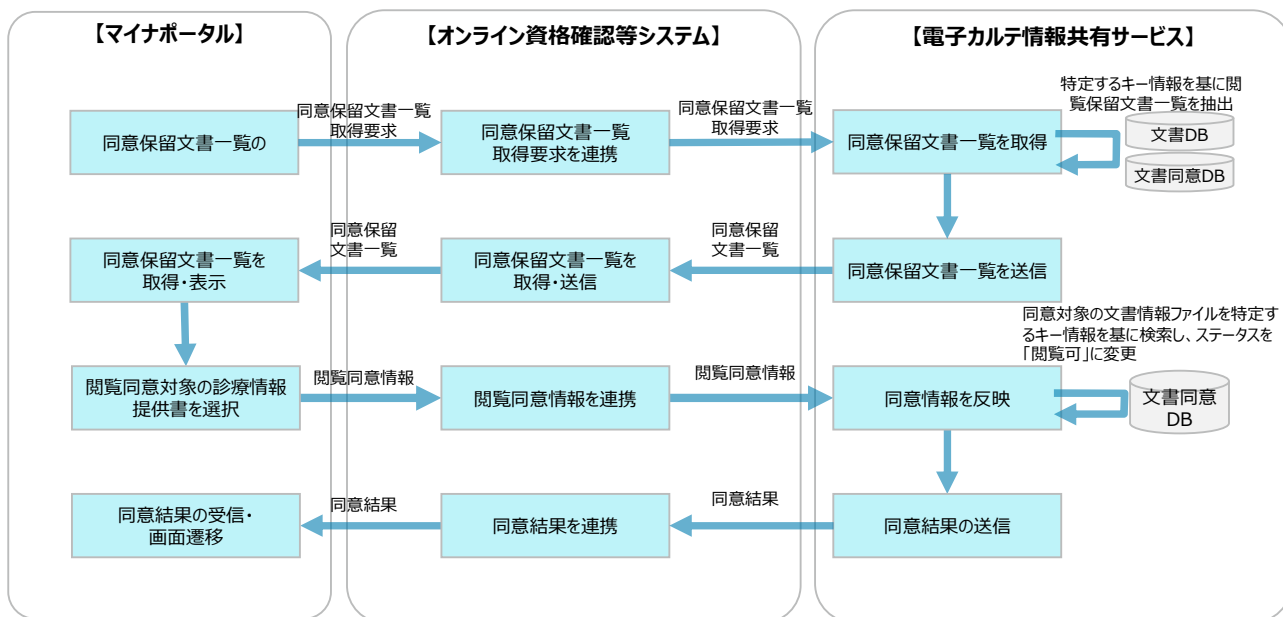 【マイナポータル】
【オンライン資格確認等システム】
【電子カルテ情報共有サービス】
同意保留文書一覧の
同意保留文書一覧
取得要求
同意保留文書一覧
取得要求を連携
同意保留文書一覧
取得要求
同意保留文書一覧を取得
特定するキー情報を基に閲
覧保留文書一覧を抽出
文書DB
文書同意DB
同意保留文書一覧を
取得・表示
同意保留
文書一覧
同意保留文書一覧を
取得・送信
同意保留
文書一覧
同意保留文書一覧を送信
同意対象の文書情報ファイルを特定す
るキー情報を基に検索し、ステータスを
「閲覧可」に変更
閲覧同意対象の診療情報
提供書を選択
閲覧同意情報
閲覧同意情報を連携
閲覧同意情報
同意情報を反映
文書同意
DB
同意結果の受信・
画面遷移
同意結果
同意結果を連携
同意結果
同意結果の送信